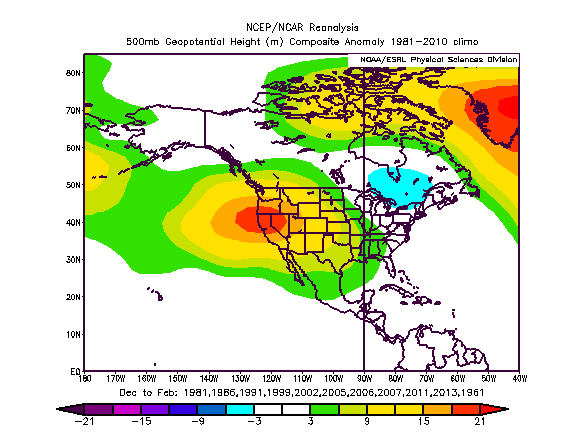 NCEP/NCAR Reanalysis
500mb Geopotential Height (m) Composite Anomaly 1981−2010 climo
NOAA/ESRL Physical Sciences Division
80N
70N
60N
50N
40N
30N
20N
10N
EQ
180 170W 160W 150W 140W 130W 120W 110W 100W 90W 80W 70W 60W 50W 40W
Dec to Feb: 1981,1986,1991,1999,2002,2005,2006,2007,2011,2013,1961
−21 −15 −9 −3 3 9 15 21